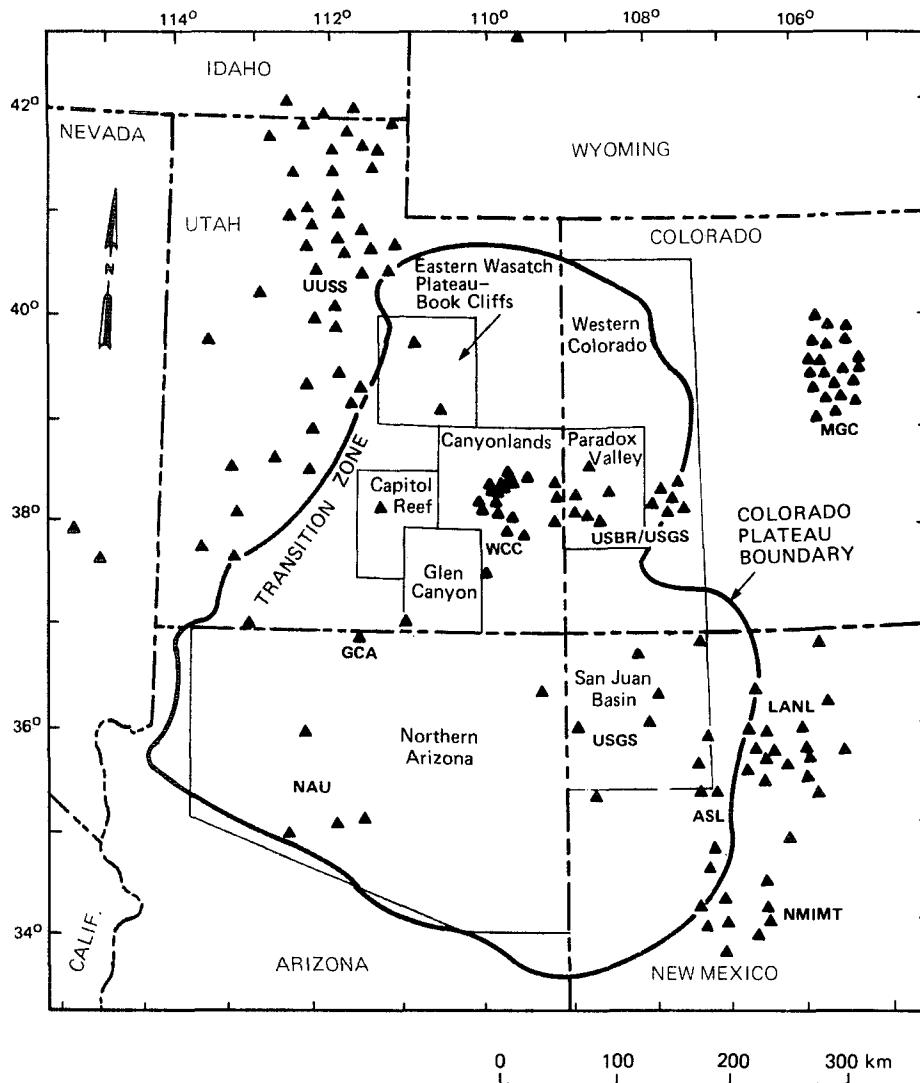 114° 112° 110° 108° 106°
IDAHO
42°
NEVADA
WYOMING
N
UTAH
COLORADO
Eastern Wasatch
Plateau–
Book Cliffs
UUSS
40°
Western
Colorado
MGC
Canyonlands
Paradox
Valley
TRANSITION ZONE
Capitol
Reef
38°
WCC
USBR/USGS
COLORADO
PLATEAU
BOUNDARY
Glen
Canyon
GCA
San Juan
Basin
LANL
36°
USGS
Northern
Arizona
NAU
ASL
34°
CALIF.
NMIMT
ARIZONA
NEW MEXICO
0 100 200 300 km